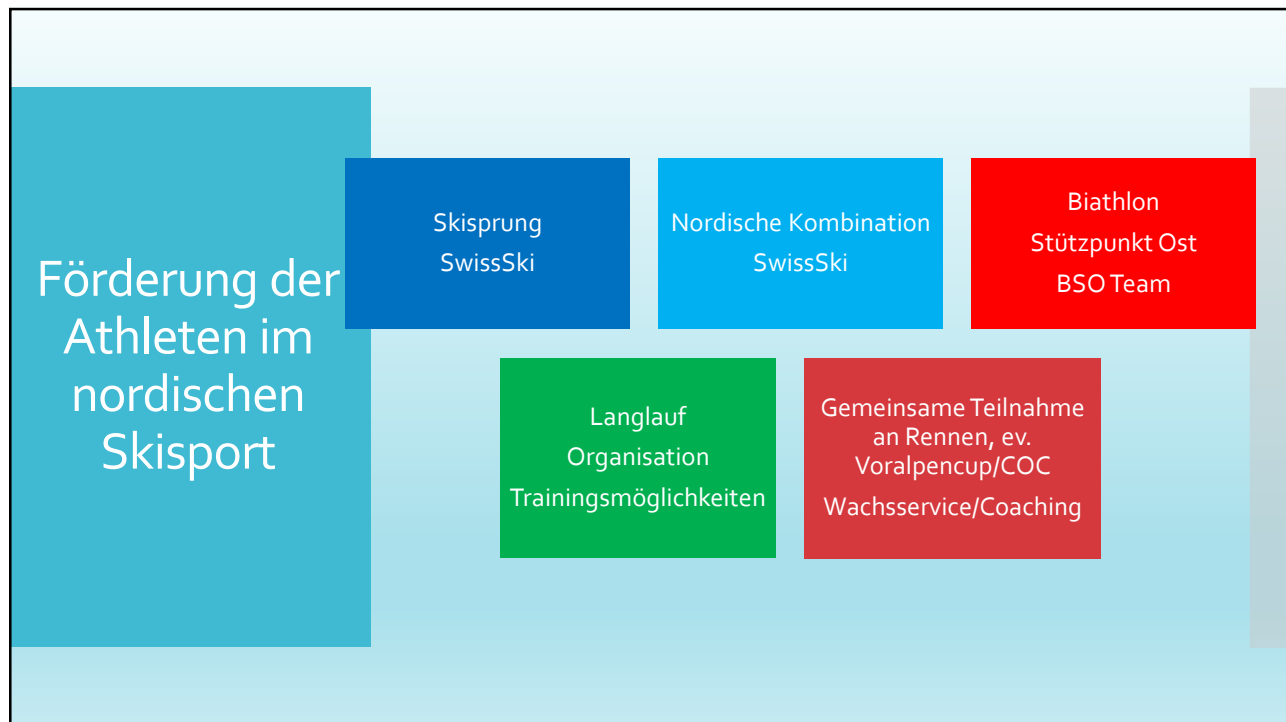 Förderung der
Athleten im
nordischen
Skisport
Skisprung
SwissSki
Nordische Kombination
SwissSki
Biathlon
Stützpunkt Ost
BSO Team
Langlauf
Organisation
Trainingsmöglichkeiten
Gemeinsame Teilnahme
an Rennen, ev.
Voralpencup/COC
Wachsservice/Coaching